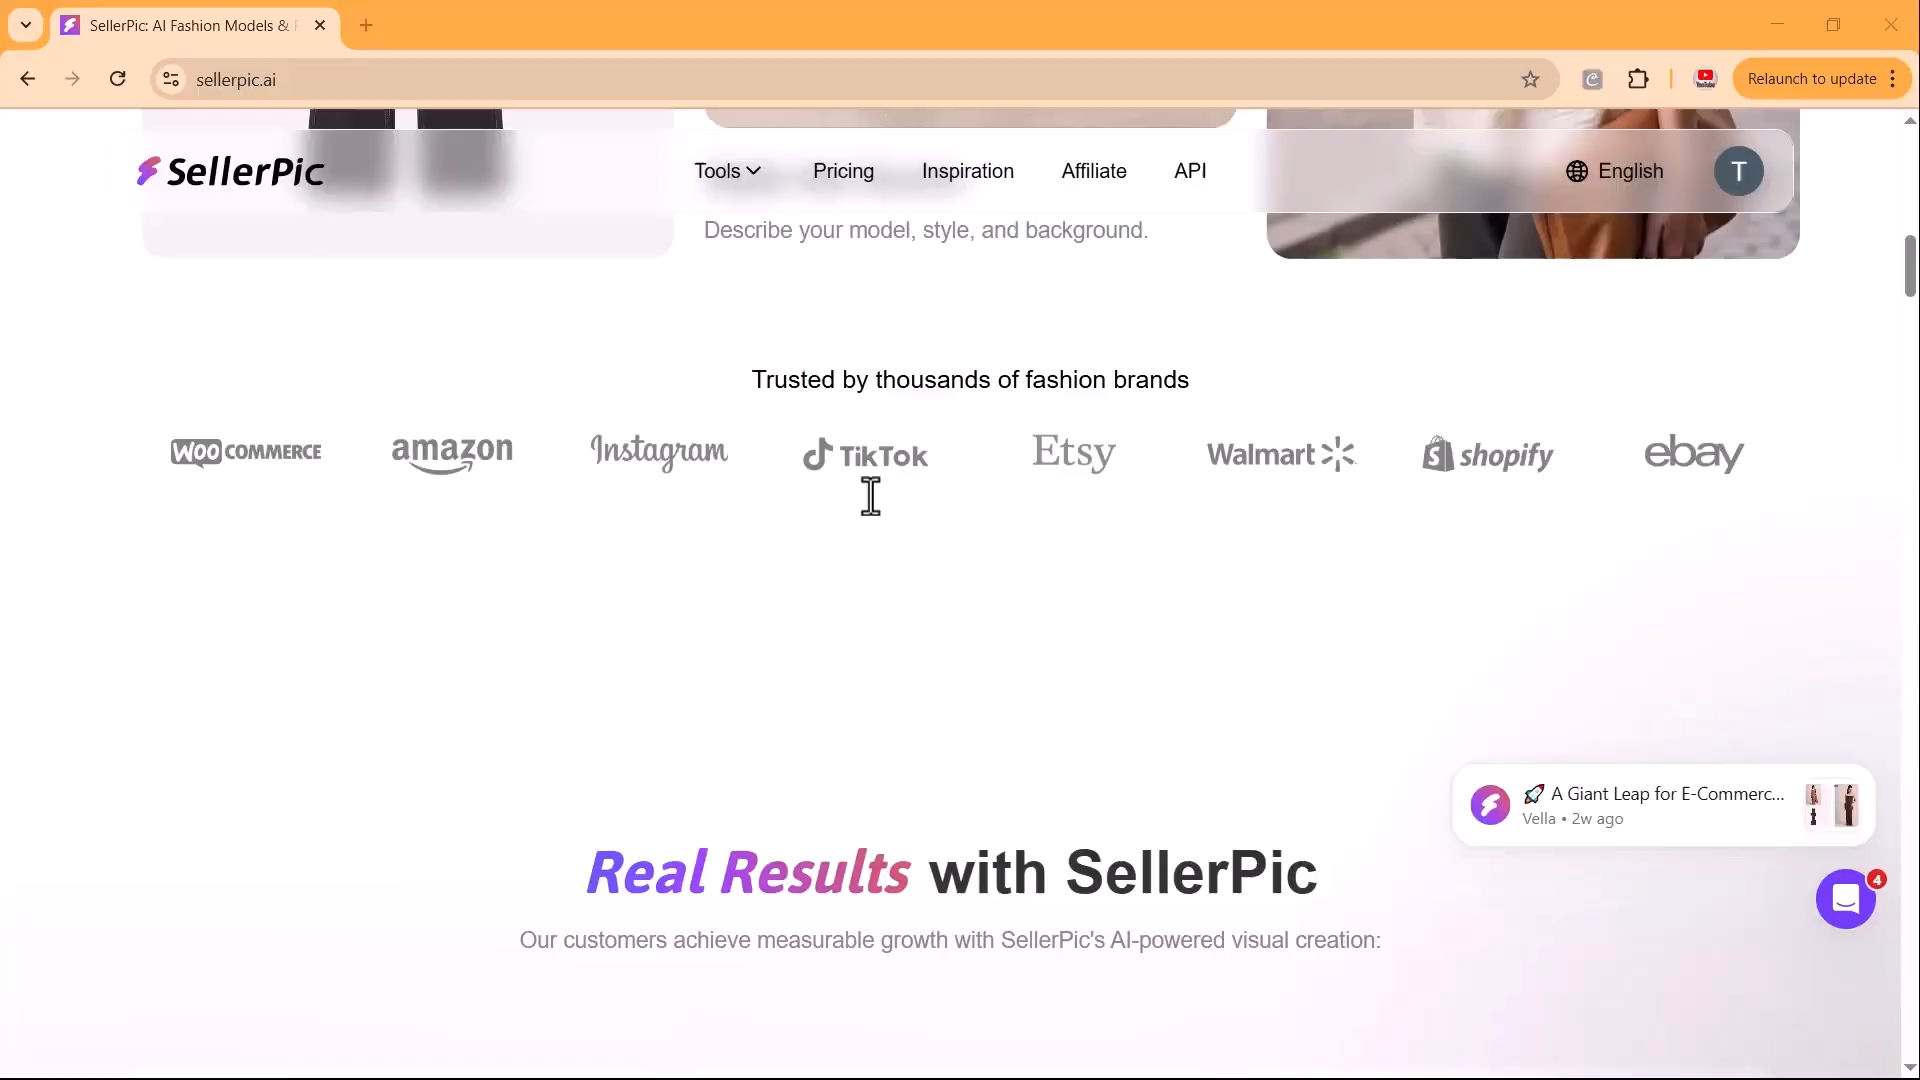 SellerPic: AI Fashion Models &
sellerpic.ai
Relaunch to update
SellerPic
Tools
Pricing
Inspiration
Affiliate
API
English
T
Describe your model, style, and background.
Trusted by thousands of fashion brands
WOO COMMERCE
amazon
Instagram
TikTok
Etsy
Walmart
shopify
ebay
🚀 A Giant Leap for E-Commerc...
Vella • 2w ago
4
Real Results with SellerPic
Our customers achieve measurable growth with SellerPic's AI-powered visual creation: